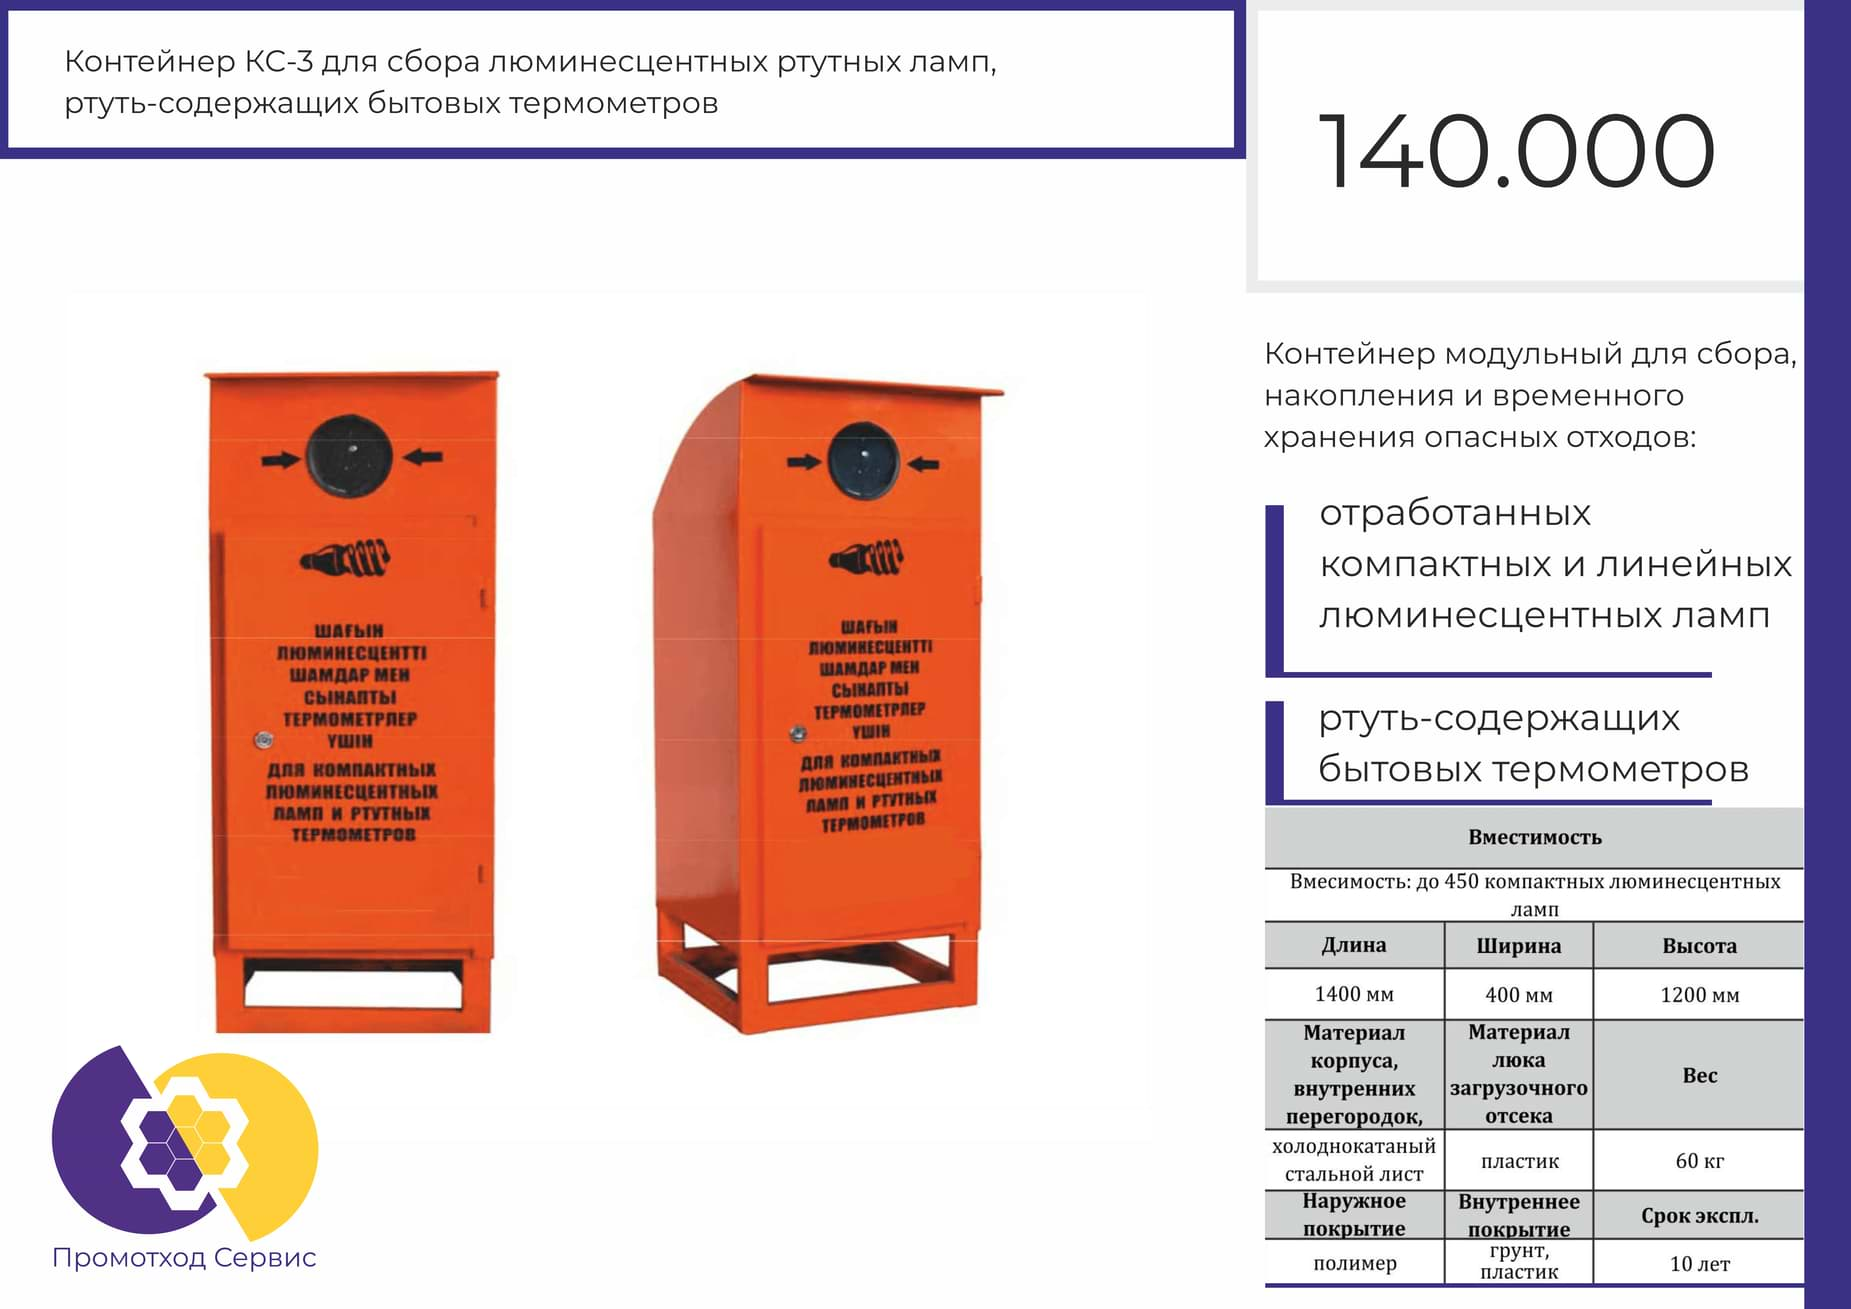 Контейнер КС-3 для сбора люминесцентных ртутных ламп,
ртуть-содержащих бытовых термометров
140.000
Контейнер модульный для сбора,
накопления и временного
хранения опасных отходов:
отработанных
компактных и линейных
люминесцентных ламп
ртуть-содержащих
бытовых термометров
ШАҒЫН
ЛЮМИНЕСЦЕНТТІ
ШАМДАР МЕН
СЫНАПТЫ
ТЕРМОМЕТРЛЕР
ҮШІН
ДЛЯ КОМПАКТНЫХ
ЛЮМИНЕСЦЕНТНЫХ
ЛАМП И РТУТНЫХ
ТЕРМОМЕТРОВ
ШАҒЫН
ЛЮМИНЕСЦЕНТТІ
ШАМДАР МЕН
СЫНАПТЫ
ТЕРМОМЕТРЛЕР
ҮШІН
ДЛЯ КОМПАКТНЫХ
ЛЮМИНЕСЦЕНТНЫХ
ЛАМП И РТУТНЫХ
ТЕРМОМЕТРОВ
Вместимость
Вмесимость: до 450 компактных люминесцентных
ламп
Длина Ширина Высота
1400 мм 400 мм 1200 мм
Материал
корпуса,
внутренних
перегородок,
Материал
люка
загрузочного
отсека
Вес
холоднокатаный
стальной лист
пластик
60 кг
Наружное
покрытие
Внутреннее
покрытие
Срок экспл.
полимер
грунт,
пластик
10 лет
Промотход Сервис